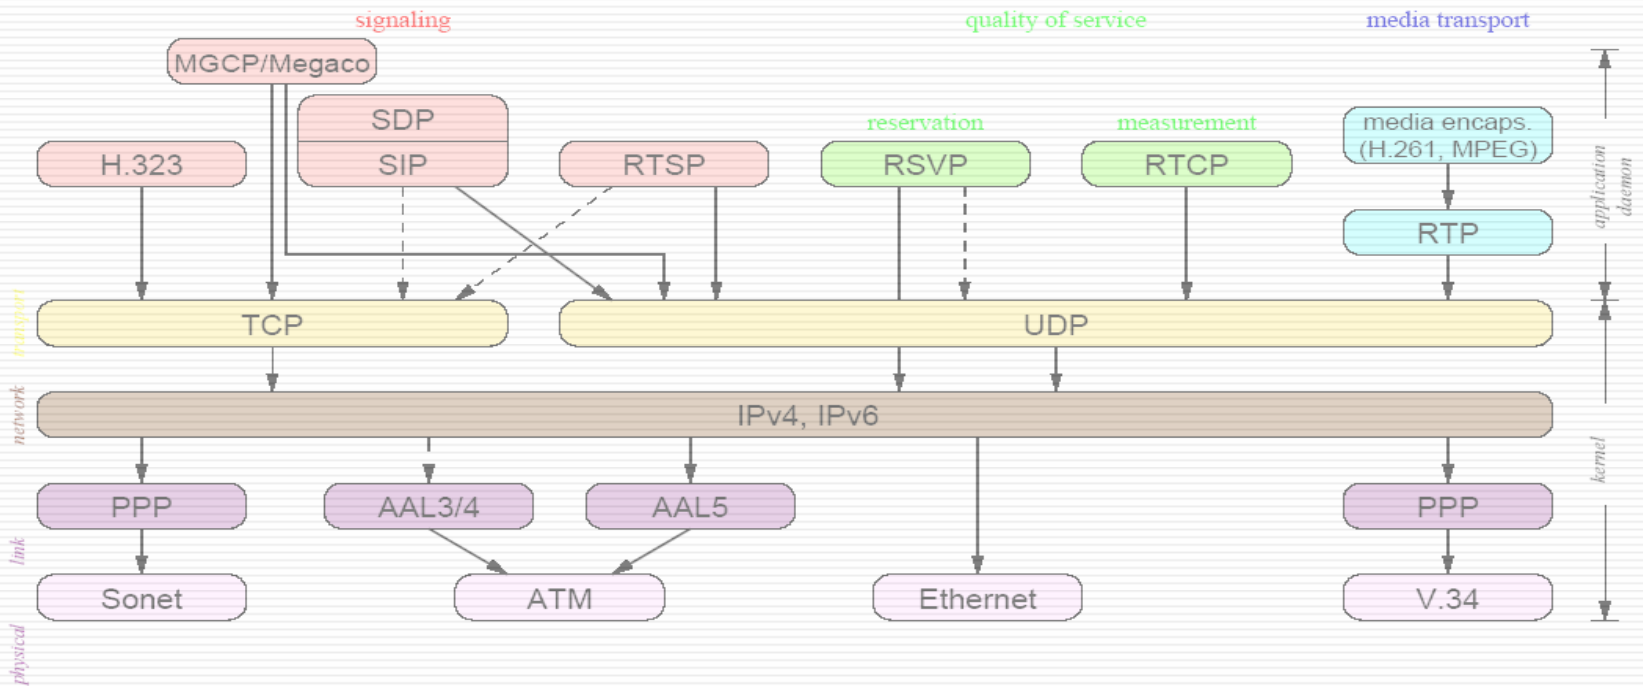 signaling
quality of service
media transport
MGCP/Megaco
SDP
SIP
H.323
RTSP
reservation
RSVP
measurement
RTCP
media encaps.
(H.261, MPEG)
RTP
application
daemon
transport
TCP
UDP
network
IPv4, IPv6
kernel
PPP
AAL3/4
AAL5
PPP
link
Sonet
ATM
Ethernet
V.34
physical